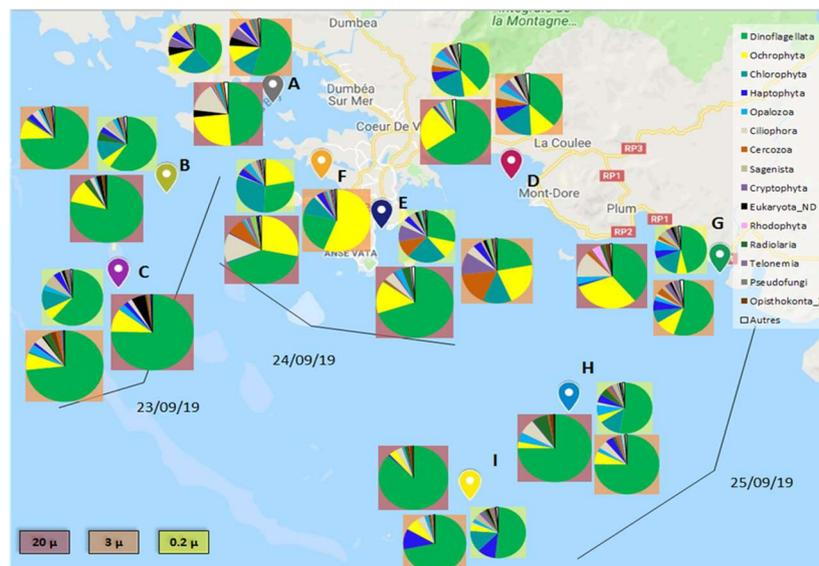 Dumbea
Intégrale de
la Montagne...
Dumbéa
Sur Mer
A
Coeur De V
La Coulee
RP3
RP1
B
F
D
Mont-Dore
Plum
RP1
RP2
E
G
ANSE VATA
C
24/09/19
23/09/19
H
I
25/09/19
Dinoflagellata
Ochrophyta
Chlorophyta
Haptophyta
Opalozoa
Ciliophora
Cercozoa
Sagenista
Cryptophyta
Eukaryota_ND
Rhodophyta
Radiolaria
Telonemia
Pseudofungi
Opisthokonta_
Autres
20 µ
3 µ
0.2 µ